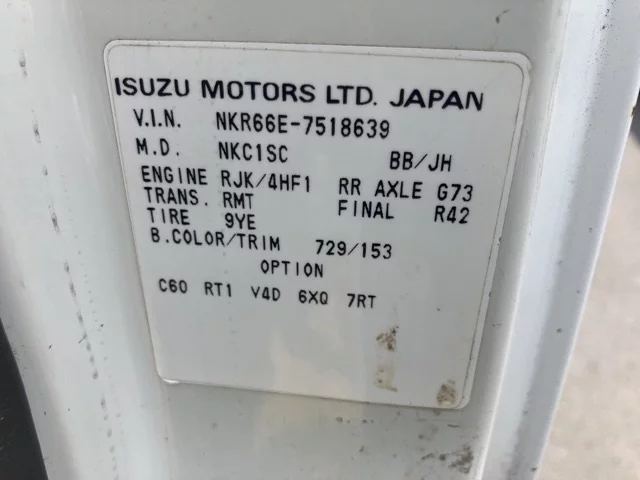 ISUZU MOTORS LTD. JAPAN
V.I.N. NKR66E-7518639
M.D. NKC1SC BB/JH
ENGINE RJK/4HF1 RR AXLE G73
TRANS. RMT FINAL R42
TIRE 9YE
B.COLOR/TRIM 729/153
OPTION
C60 RT1 V4D 6XQ 7RT